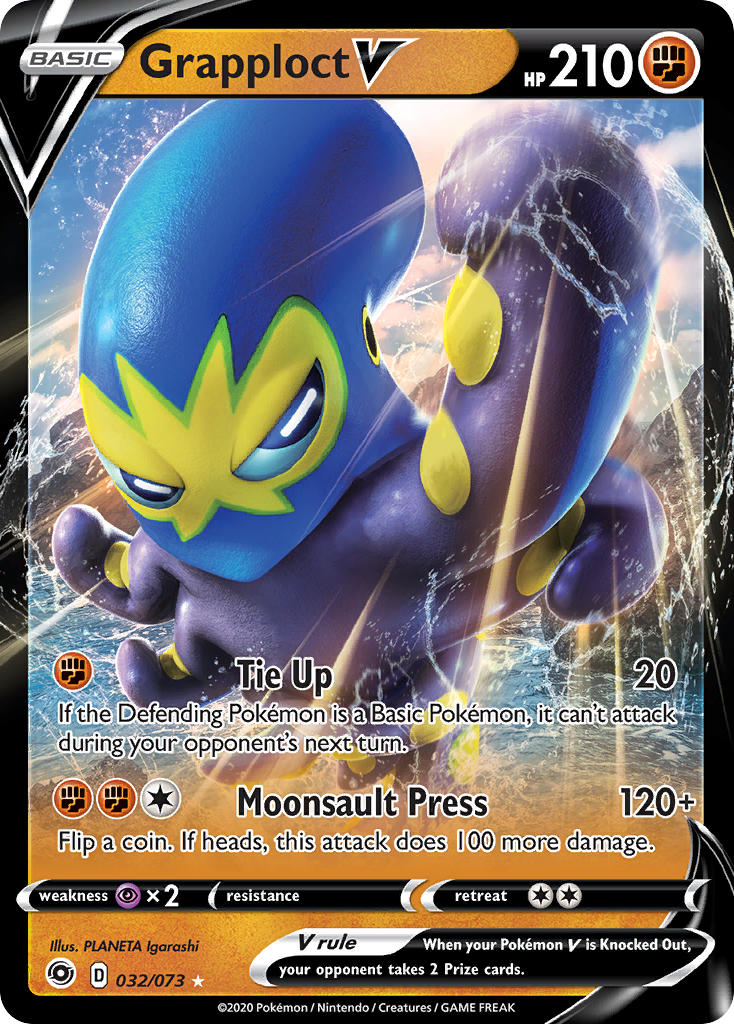 BASIC Grapploct V HP 210
Tie Up 20
If the Defending Pokémon is a Basic Pokémon, it can't attack
during your opponent's next turn.
Moonsault Press 120+
Flip a coin. If heads, this attack does 100 more damage.
weakness ×2 resistance retreat
Illus. PLANETA Igarashi
D 032/073
V rule When your Pokémon V is Knocked Out,
your opponent takes 2 Prize cards.
©2020 Pokémon / Nintendo / Creatures / GAME FREAK